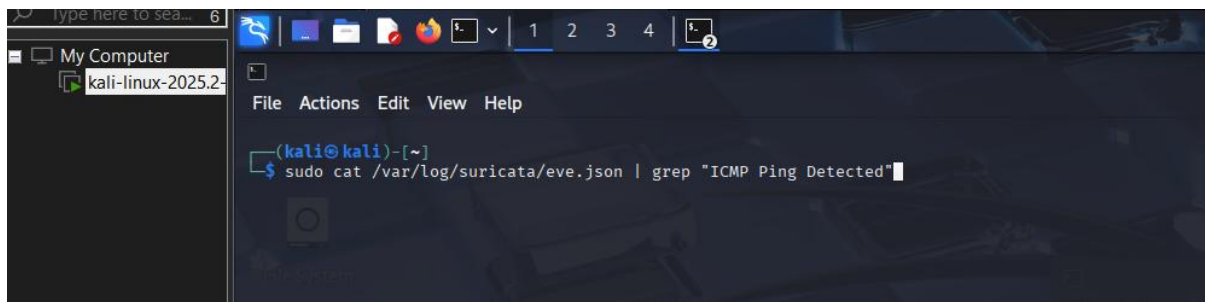 Type here to sea... 6
1 2 3 4 2
My Computer
kali-linux-2025.2-
File Actions Edit View Help
(kali㉿kali)-[~]
$ sudo cat /var/log/suricata/eve.json | grep "ICMP Ping Detected"